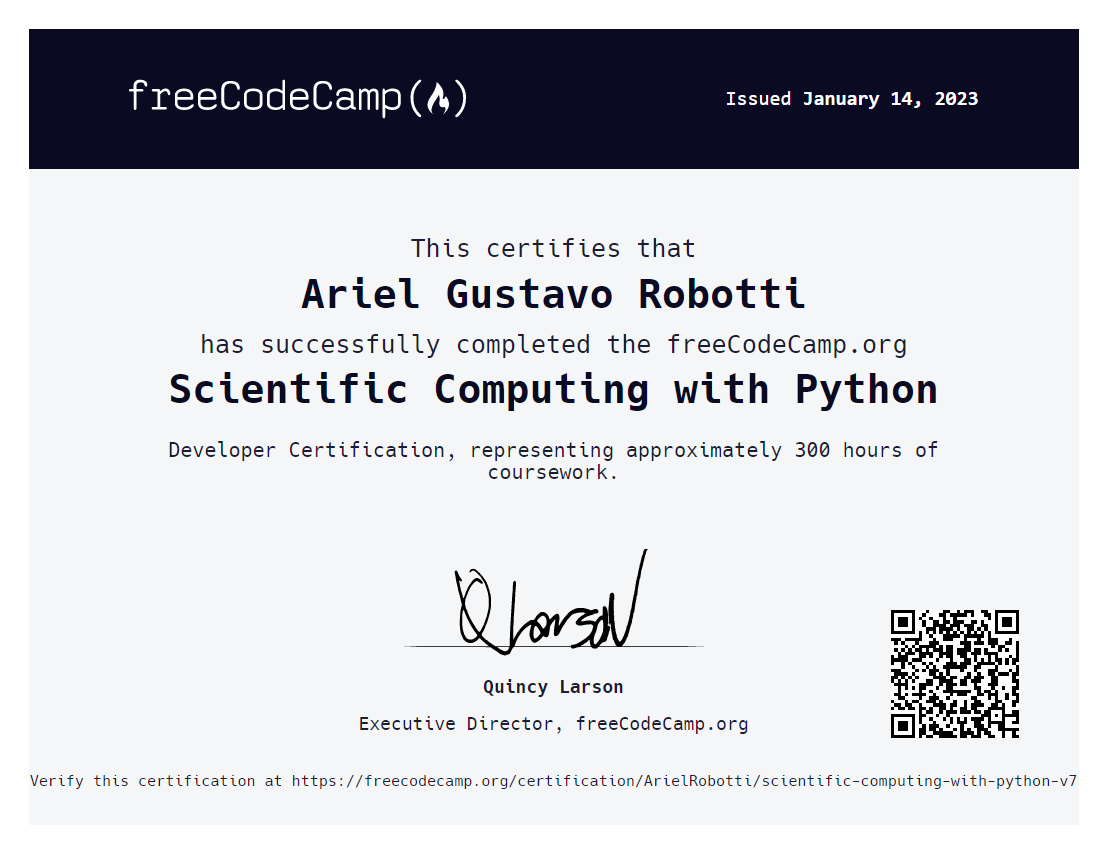 freeCodeCamp
Issued January 14, 2023
This certifies that
Ariel Gustavo Robotti
has successfully completed the freeCodeCamp.org
Scientific Computing with Python
Developer Certification, representing approximately 300 hours of
coursework.
Q Larson
Quincy Larson
Executive Director, freeCodeCamp.org
Verify this certification at https://freecodecamp.org/certification/ArielRobotti/scientific-computing-with-python-v7